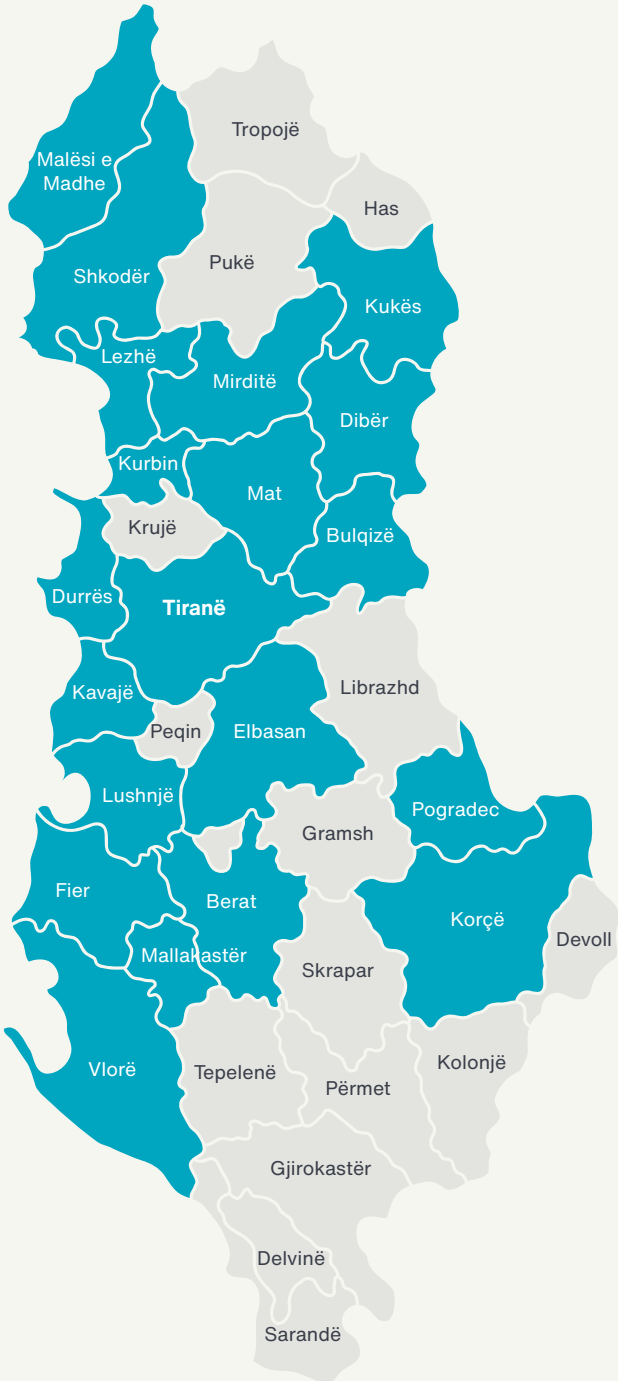 Tropojë
Malësi e
Madhe
Has
Pukë
Shkodër
Kukës
Lezhë
Mirditë
Dibër
Kurbin
Mat
Krujë
Bulqizë
Durrës
Tiranë
Librazhd
Kavajë
Peqin
Elbasan
Lushnjë
Pogradec
Gramsh
Fier
Berat
Korçë
Devoll
Mallakastër
Skrapar
Vlorë
Tepelenë
Kolonjë
Përmet
Gjirokastër
Delvinë
Sarandë